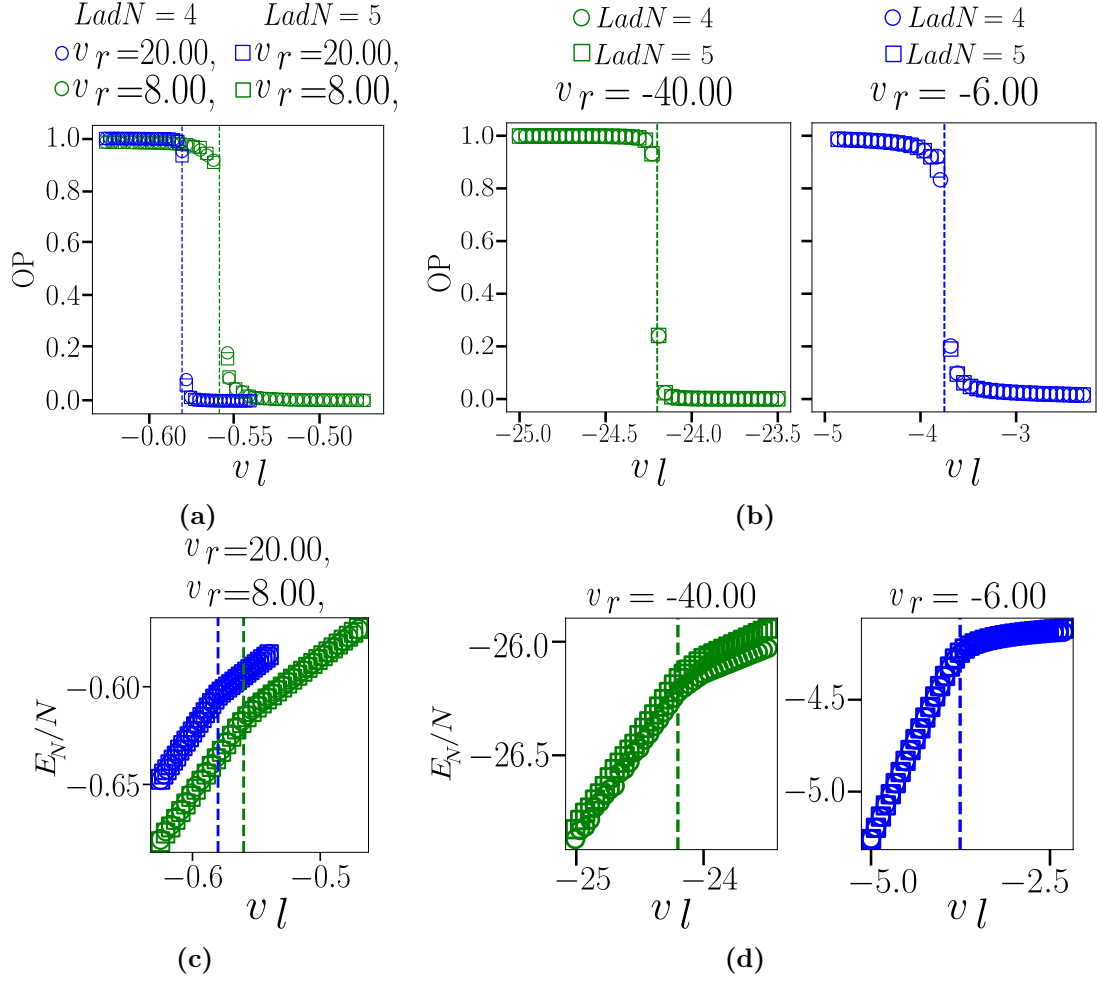 LadN = 4 LadN = 5
v r =20.00, v r =20.00,
v r =8.00, v r =8.00,
OP
1.0
0.8
0.6
0.4
0.2
0.0
−0.60 −0.55 −0.50
v l
(a)
LadN = 4
LadN = 5
v r = -40.00
OP
1.0
0.8
0.6
0.4
0.2
0.0
−25.0 −24.5 −24.0 −23.5
v l
LadN = 4
LadN = 5
v r = -6.00
−5 −4 −3
v l
(b)
v r =20.00,
v r =8.00,
E_N/N
−0.60
−0.65
−0.6 −0.5
v l
(c)
v r = -40.00
E_N/N
−26.0
−26.5
−25 −24
v l
v r = -6.00
−4.5
−5.0
−5.0 −2.5
v l
(d)